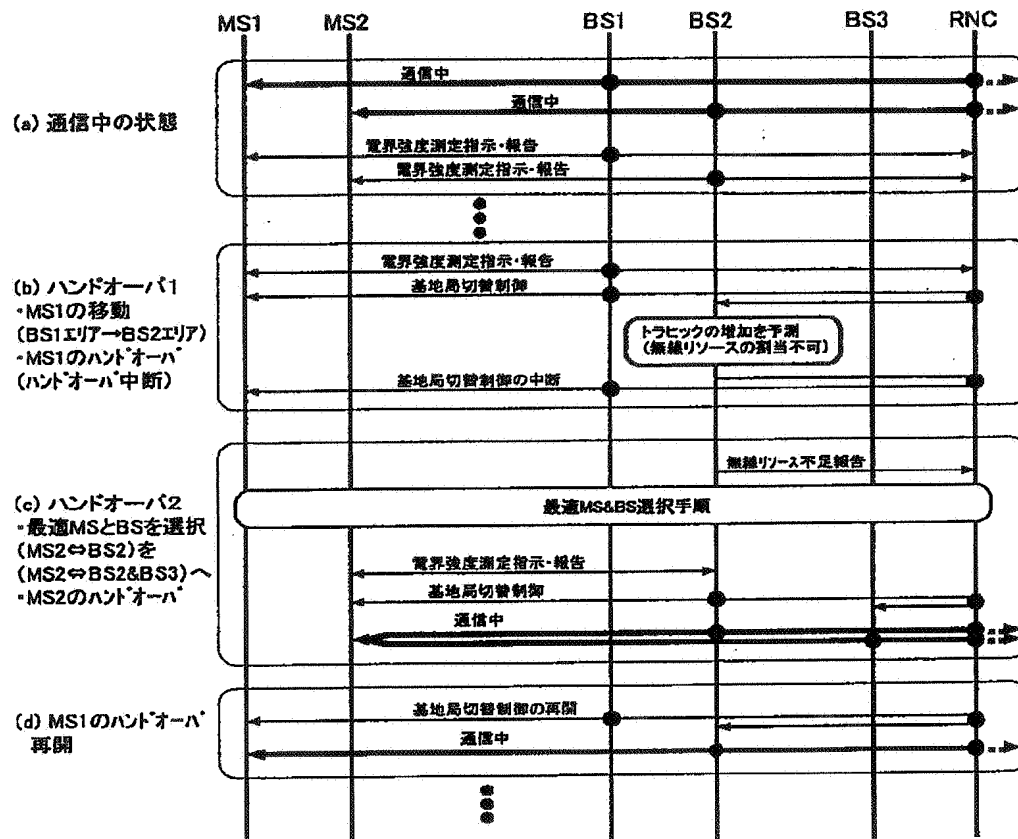 MS1 MS2 BS1 BS2 BS3 RNC
(a) 通信中の状態
通信中
通信中
電界強度測定指示・報告
電界強度測定指示・報告
(b) ハンドオーバ1
・MS1の移動
(BS1エリア→BS2エリア)
・MS1のハンドオーバ
(ハンドオーバ中断)
電界強度測定指示・報告
基地局切替制御
トラヒックの増加を予測
(無線リソースの割当不可)
基地局切替制御の中断
(c) ハンドオーバ2
・最適MSとBSを選択
(MS2⇔BS2)を
(MS2⇔BS2&BS3)へ
・MS2のハンドオーバ
無線リソース不足報告
最適MS&BS選択手順
電界強度測定指示・報告
基地局切替制御
通信中
(d) MS1のハンドオーバ
再開
基地局切替制御の再開
通信中